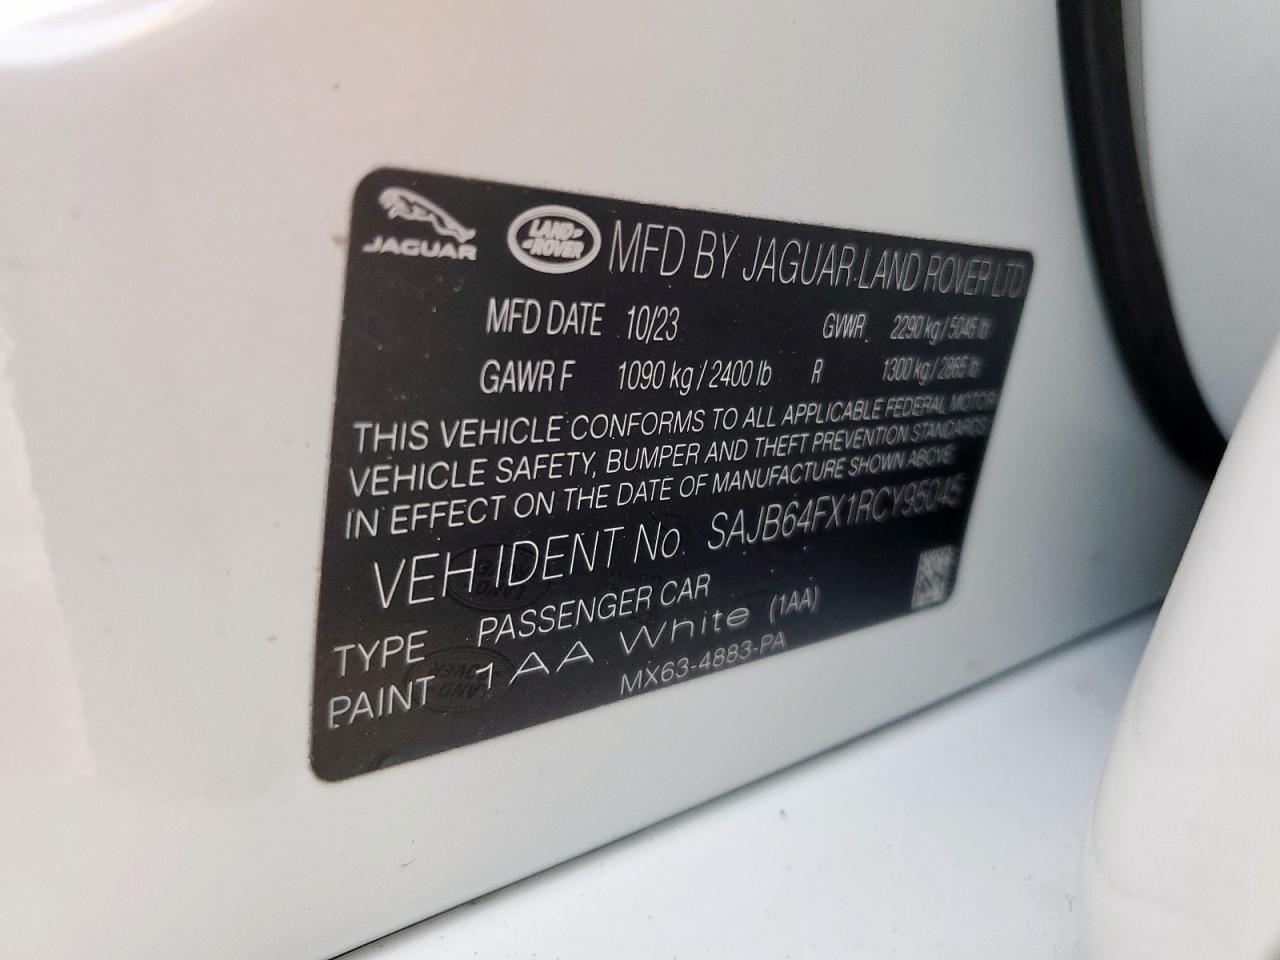 JAGUAR LAND ROVER MFD BY JAGUAR LAND ROVER LTD
MFD DATE 10/23 GVWR 2290 kg / 5045 lb
GAWR F 1090 kg / 2400 lb R 1300 kg / 2865 lb
THIS VEHICLE CONFORMS TO ALL APPLICABLE FEDERAL MOTOR
VEHICLE SAFETY, BUMPER AND THEFT PREVENTION STANDARDS
IN EFFECT ON THE DATE OF MANUFACTURE SHOWN ABOVE
VEH IDENT No. SAJB64FX1RCY95045
TYPE PASSENGER CAR
PAINT 1AA White (1AA)
MX63-4883-PA